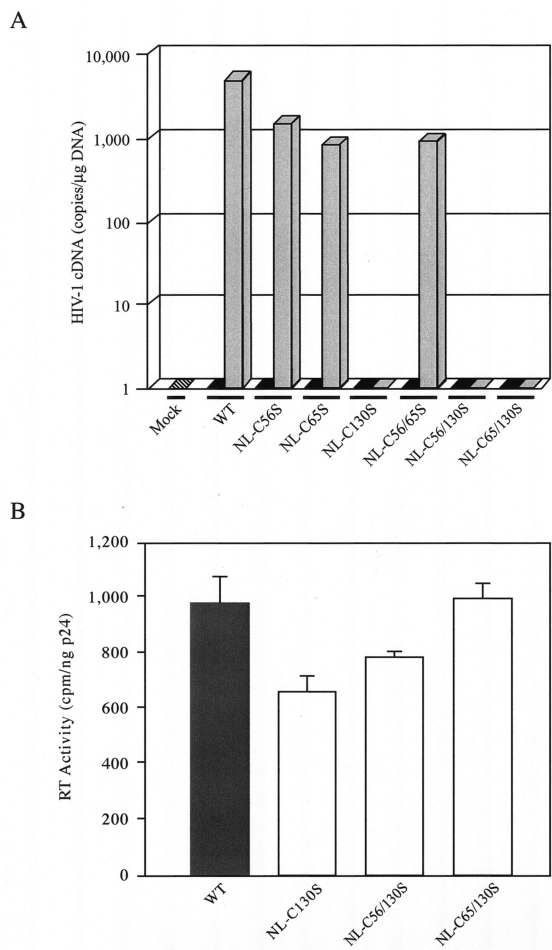 A
HIV-1 cDNA (copies/µg DNA)
10,000
1,000
100
10
1
Mock
WT
NL-C56S
NL-C65S
NL-C130S
NL-C56/65S
NL-C56/130S
NL-C65/130S
B
RT Activity (cpm/ng p24)
1,200
1,000
800
600
400
200
0
WT
NL-C130S
NL-C56/130S
NL-C65/130S